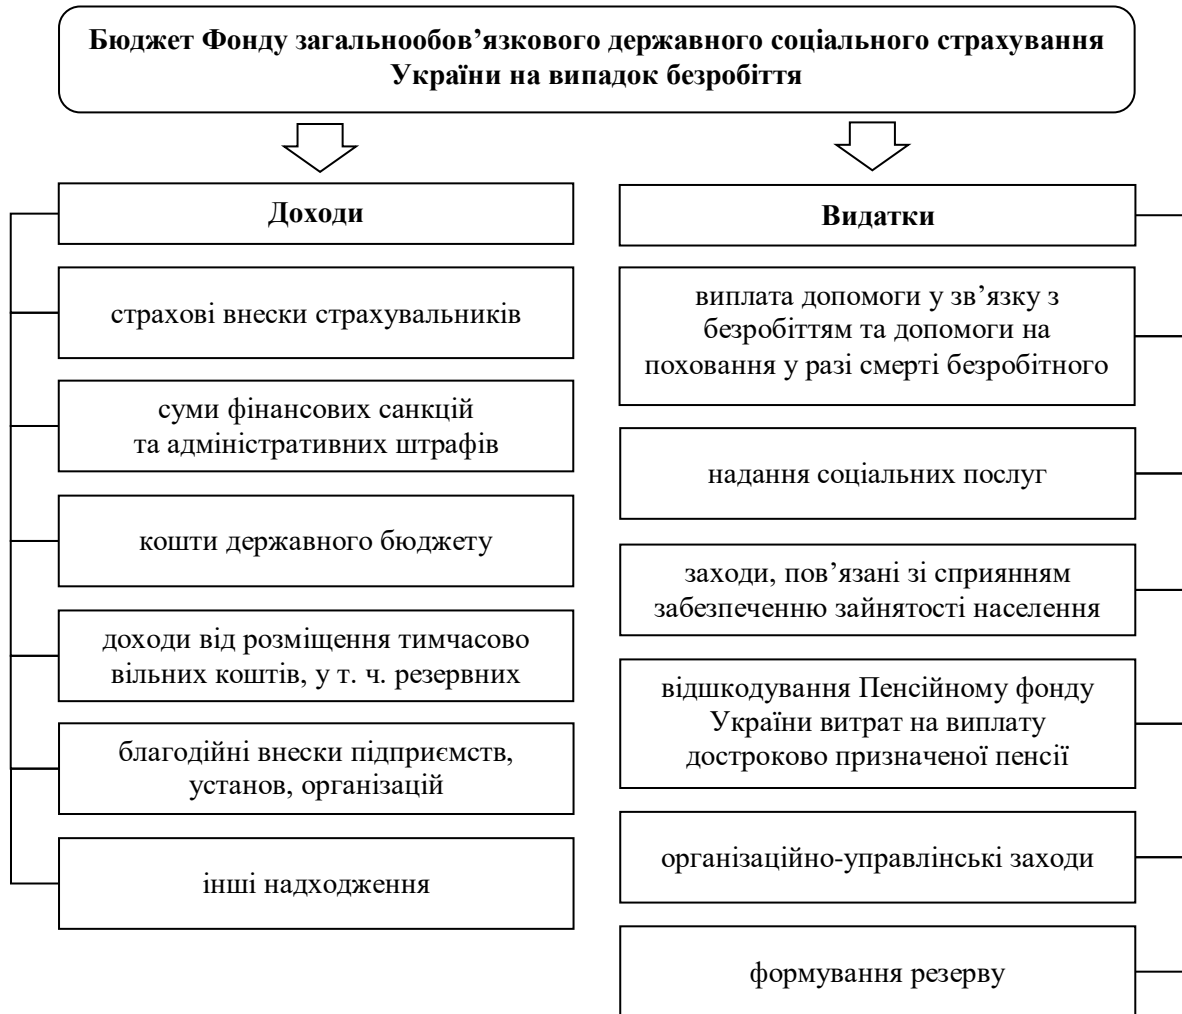 Бюджет Фонду загальнообов’язкового державного соціального страхування
України на випадок безробіття
Доходи
страхові внески страхувальників
суми фінансових санкцій
та адміністративних штрафів
кошти державного бюджету
доходи від розміщення тимчасово
вільних коштів, у т. ч. резервних
благодійні внески підприємств,
установ, організацій
інші надходження
Видатки
виплата допомоги у зв’язку з
безробіттям та допомоги на
поховання у разі смерті безробітного
надання соціальних послуг
заходи, пов’язані зі сприянням
забезпеченню зайнятості населення
відшкодування Пенсійному фонду
України витрат на виплату
достроково призначеної пенсії
організаційно-управлінські заходи
формування резерву